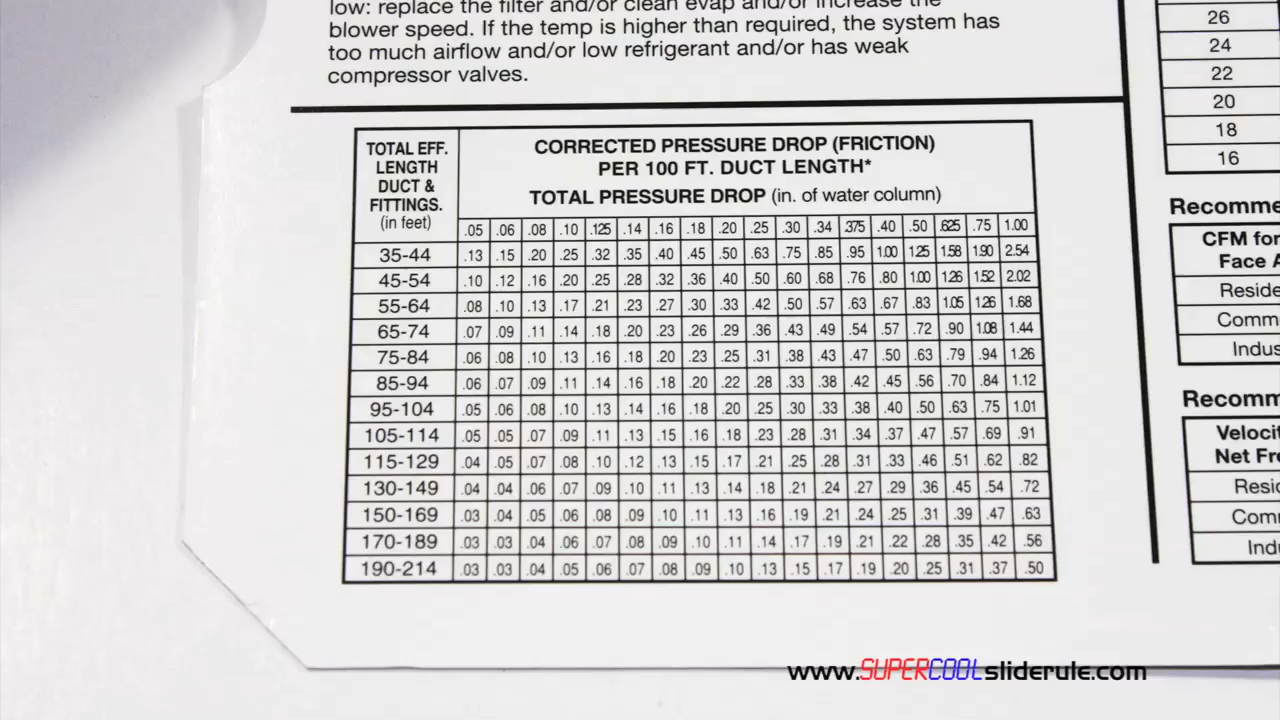 low: replace the filter and/or clean evap and/or increase the
blower speed. If the temp is higher than required, the system has
too much airflow and/or low refrigerant and/or has weak
compressor valves.
TOTAL EFF.
LENGTH
DUCT &
FITTINGS.
(in feet)
CORRECTED PRESSURE DROP (FRICTION)
PER 100 FT. DUCT LENGTH*
TOTAL PRESSURE DROP (in. of water column)
.05 .06 .08 .10 .125 .14 .16 .18 .20 .25 .30 .34 .375 .40 .50 .625 .75 1.00
35-44 .13 .15 .20 .25 .32 .35 .40 .45 .50 .63 .75 .85 .95 1.00 1.25 1.58 1.90 2.54
45-54 .10 .12 .16 .20 .25 .28 .32 .36 .40 .50 .60 .68 .76 .80 1.00 1.26 1.52 2.02
55-64 .08 .10 .13 .17 .21 .23 .27 .30 .33 .42 .50 .57 .63 .67 .83 1.05 1.26 1.68
65-74 .07 .09 .11 .14 .18 .20 .23 .26 .29 .36 .43 .49 .54 .57 .72 .90 1.08 1.44
75-84 .06 .08 .10 .13 .16 .18 .20 .23 .25 .31 .38 .43 .47 .50 .63 .79 .94 1.26
85-94 .06 .07 .09 .11 .14 .16 .18 .20 .22 .28 .33 .38 .42 .45 .56 .70 .84 1.12
95-104 .05 .06 .08 .10 .13 .14 .16 .18 .20 .25 .30 .33 .38 .40 .50 .63 .75 1.01
105-114 .05 .05 .07 .09 .11 .13 .15 .16 .18 .23 .28 .31 .34 .37 .47 .57 .69 .91
115-129 .04 .05 .07 .08 .10 .12 .13 .15 .17 .21 .25 .28 .31 .33 .46 .51 .62 .82
130-149 .04 .04 .06 .07 .09 .10 .11 .13 .14 .18 .21 .24 .27 .29 .36 .45 .54 .72
150-169 .03 .04 .05 .06 .08 .09 .10 .11 .13 .16 .19 .21 .24 .25 .31 .39 .47 .63
170-189 .03 .03 .04 .06 .07 .08 .09 .10 .11 .14 .17 .19 .21 .22 .28 .35 .42 .56
190-214 .03 .03 .04 .05 .06 .07 .08 .09 .10 .13 .15 .17 .19 .20 .25 .31 .37 .50
26
24
22
20
18
16
Recomme
CFM for
Face A
Reside
Comm
Indus
Recomm
Velocit
Net Fre
Resid
Com
Ind
www.SUPERCOOLsliderule.com